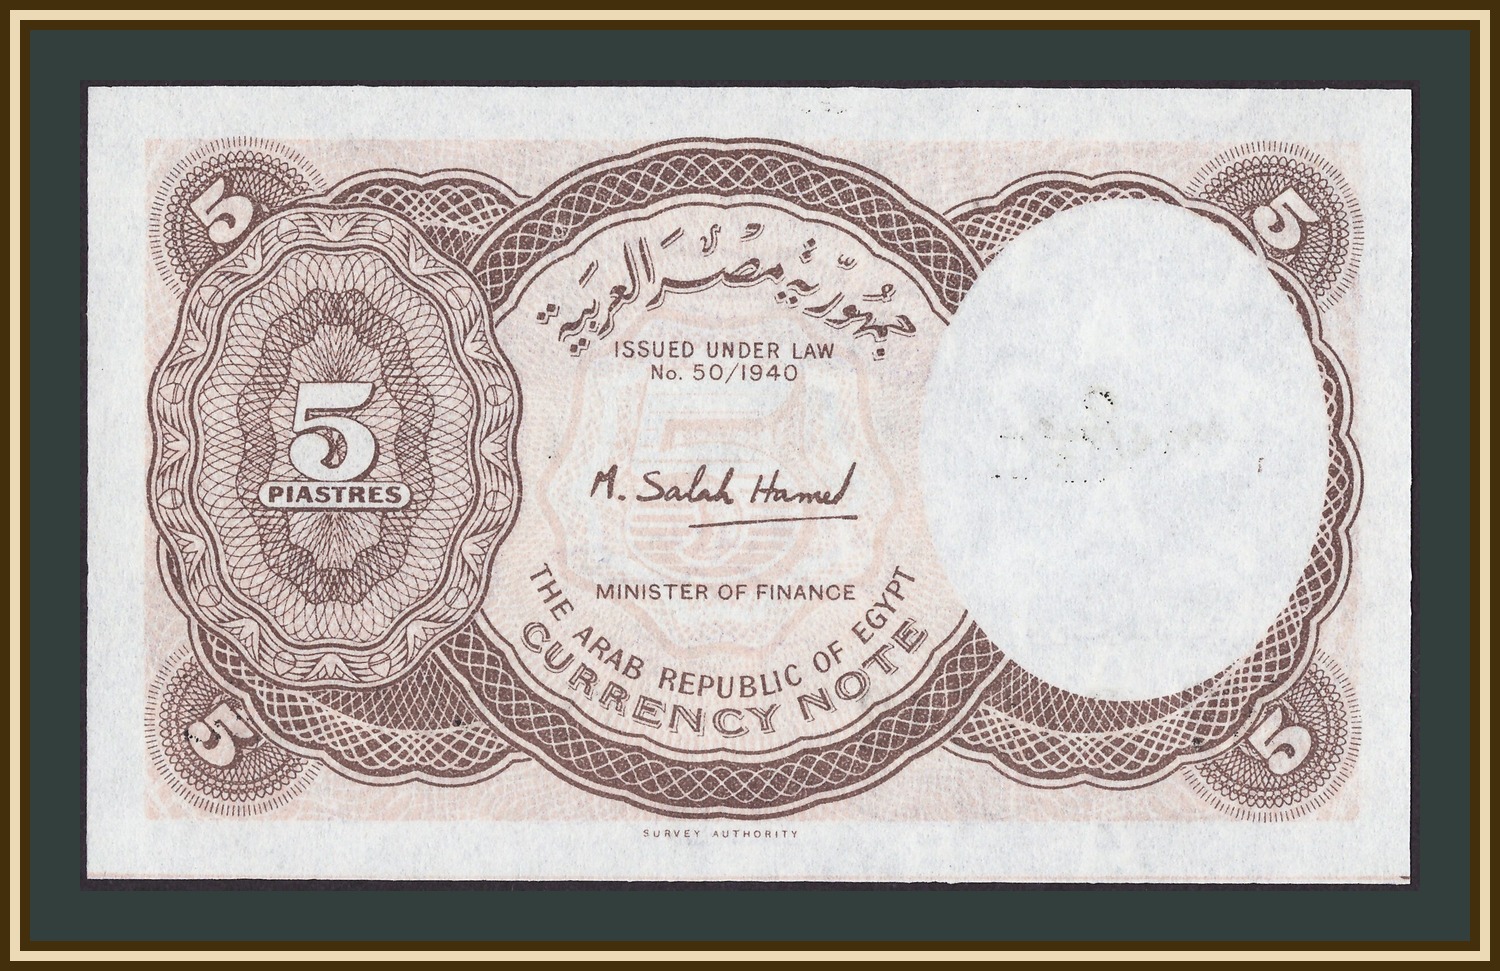 5
5
جمهورية مصر العربية
ISSUED UNDER LAW
No. 50/1940
5
PIASTRES
M. Salah Hamed
MINISTER OF FINANCE
THE ARAB REPUBLIC OF EGYPT
CURRENCY NOTE
5
5
SURVEY AUTHORITY